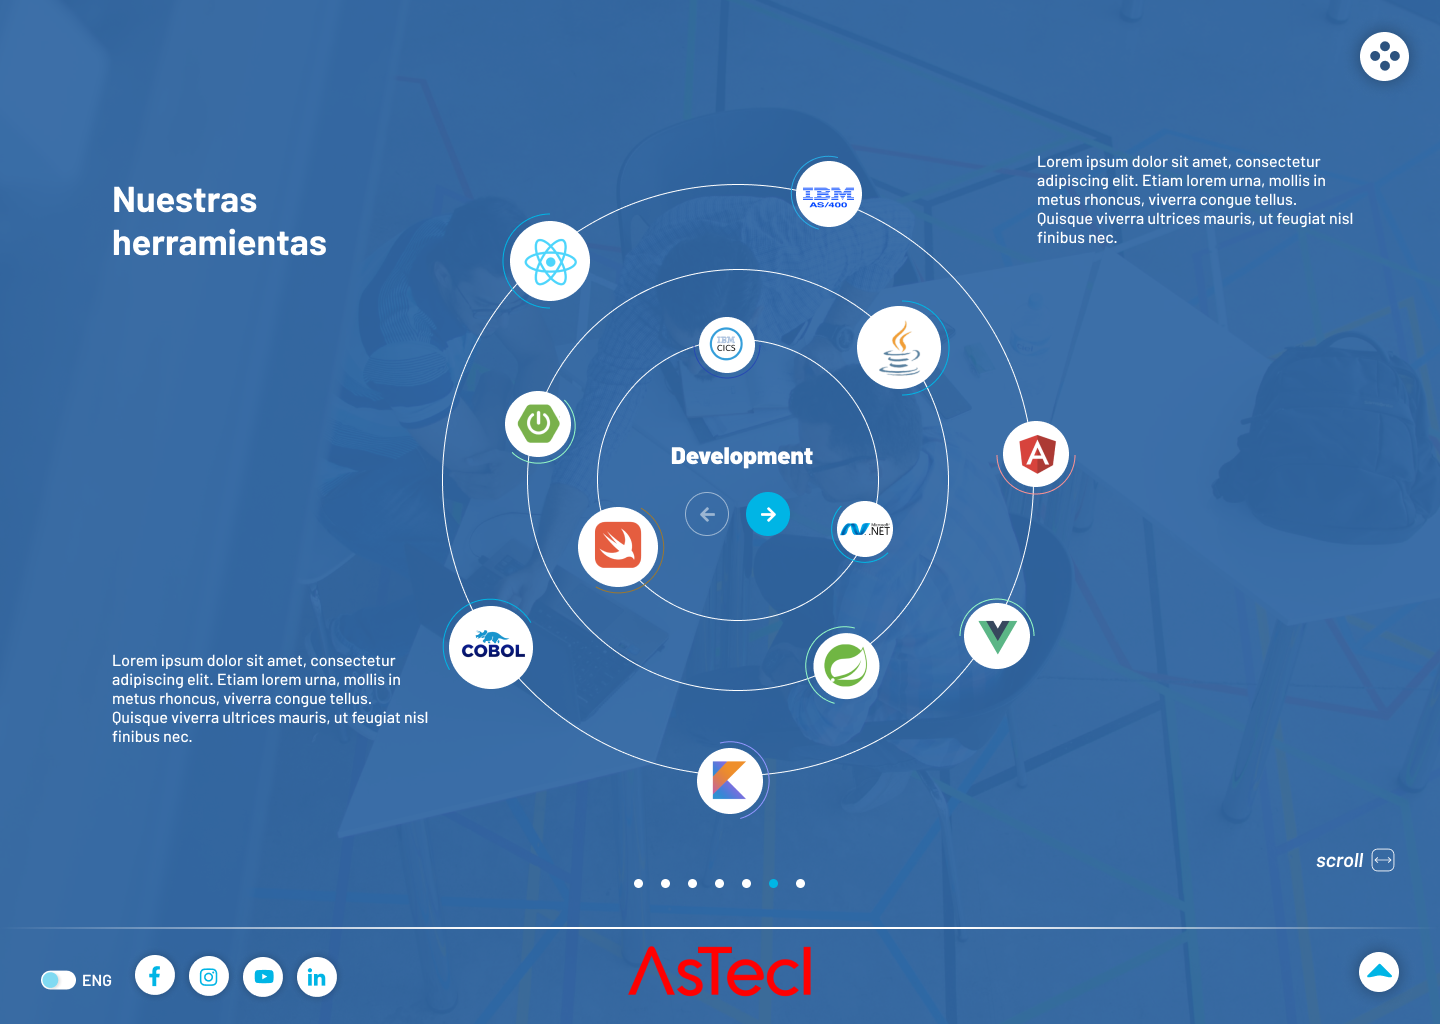 Nuestras
herramientas
Lorem ipsum dolor sit amet, consectetur
adipiscing elit. Etiam lorem urna, mollis in
metus rhoncus, viverra congue tellus.
Quisque viverra ultrices mauris, ut feugiat nisl
finibus nec.
IBM
AS/400
IBM
CICS
Development
Microsoft
.NET
COBOL
Lorem ipsum dolor sit amet, consectetur
adipiscing elit. Etiam lorem urna, mollis in
metus rhoncus, viverra congue tellus.
Quisque viverra ultrices mauris, ut feugiat nisl
finibus nec.
scroll
ENG
AsTecI